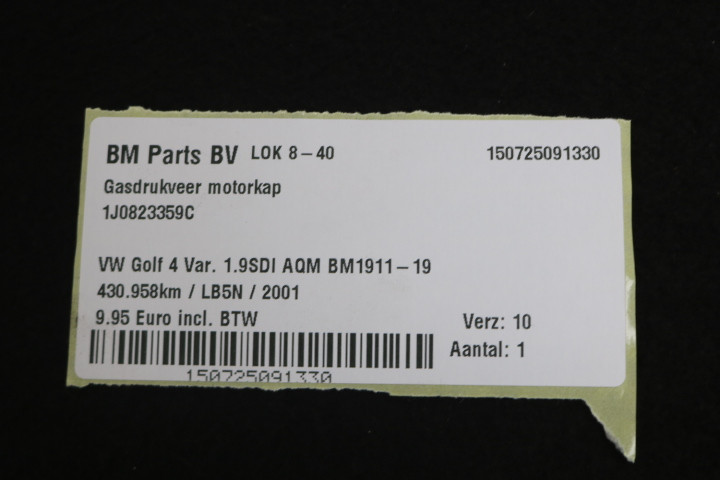 BM Parts BV LOK 8-40 150725091330
Gasdrukveer motorkap
1J0823359C
VW Golf 4 Var. 1.9SDI AQM BM1911-19
430.958km / LB5N / 2001
9.95 Euro incl. BTW Verz: 10
Aantal: 1
150725091330